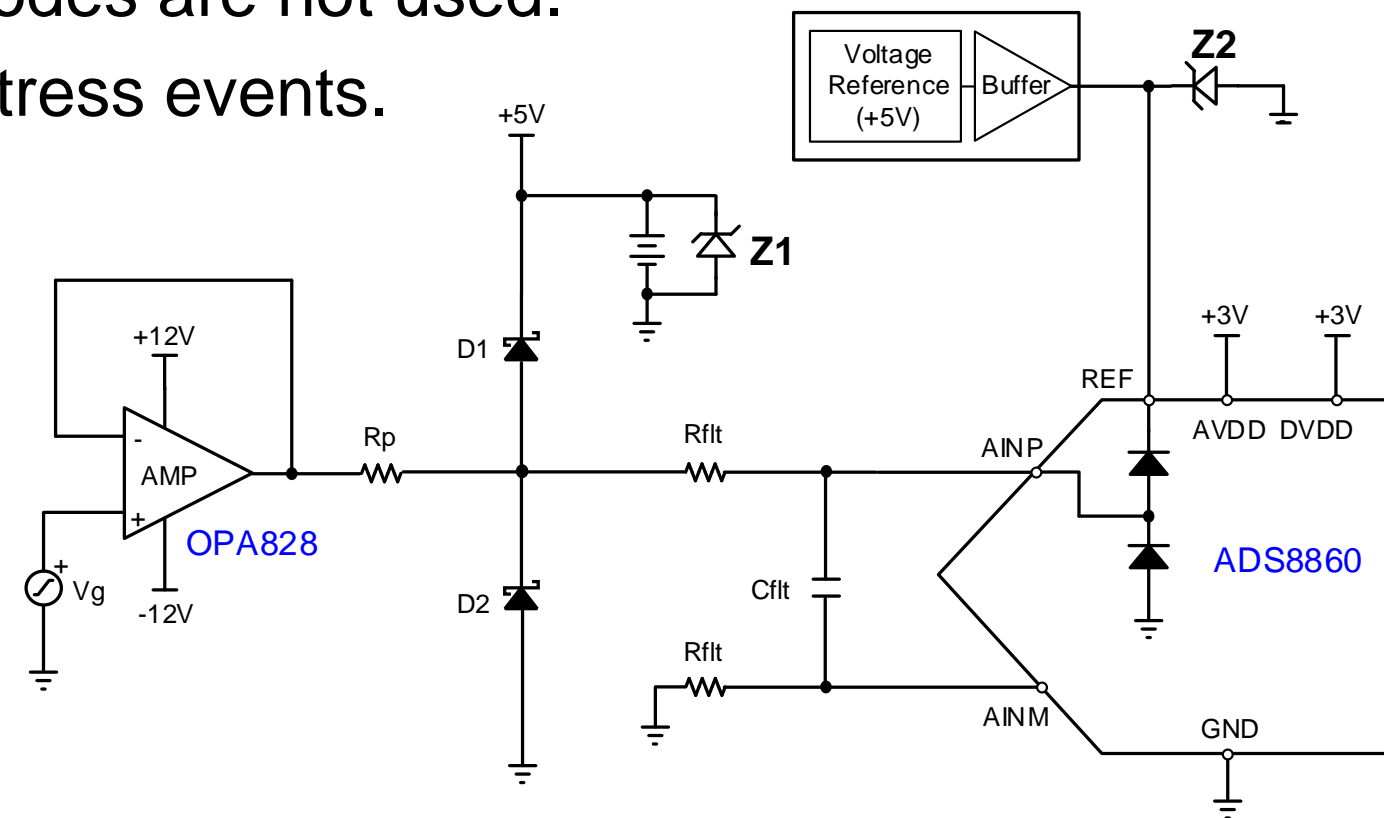 odes are not used.
tress events.
Z2
Voltage
Reference
(+5V)
Buffer
+5V
Z1
+12V
D1
+3V
+3V
REF
AVDD DVDD
Rp
Rflt
AINP
-
AMP
+
OPA828
ADS8860
+
Vg
-12V
D2
Cflt
Rflt
AINM
GND